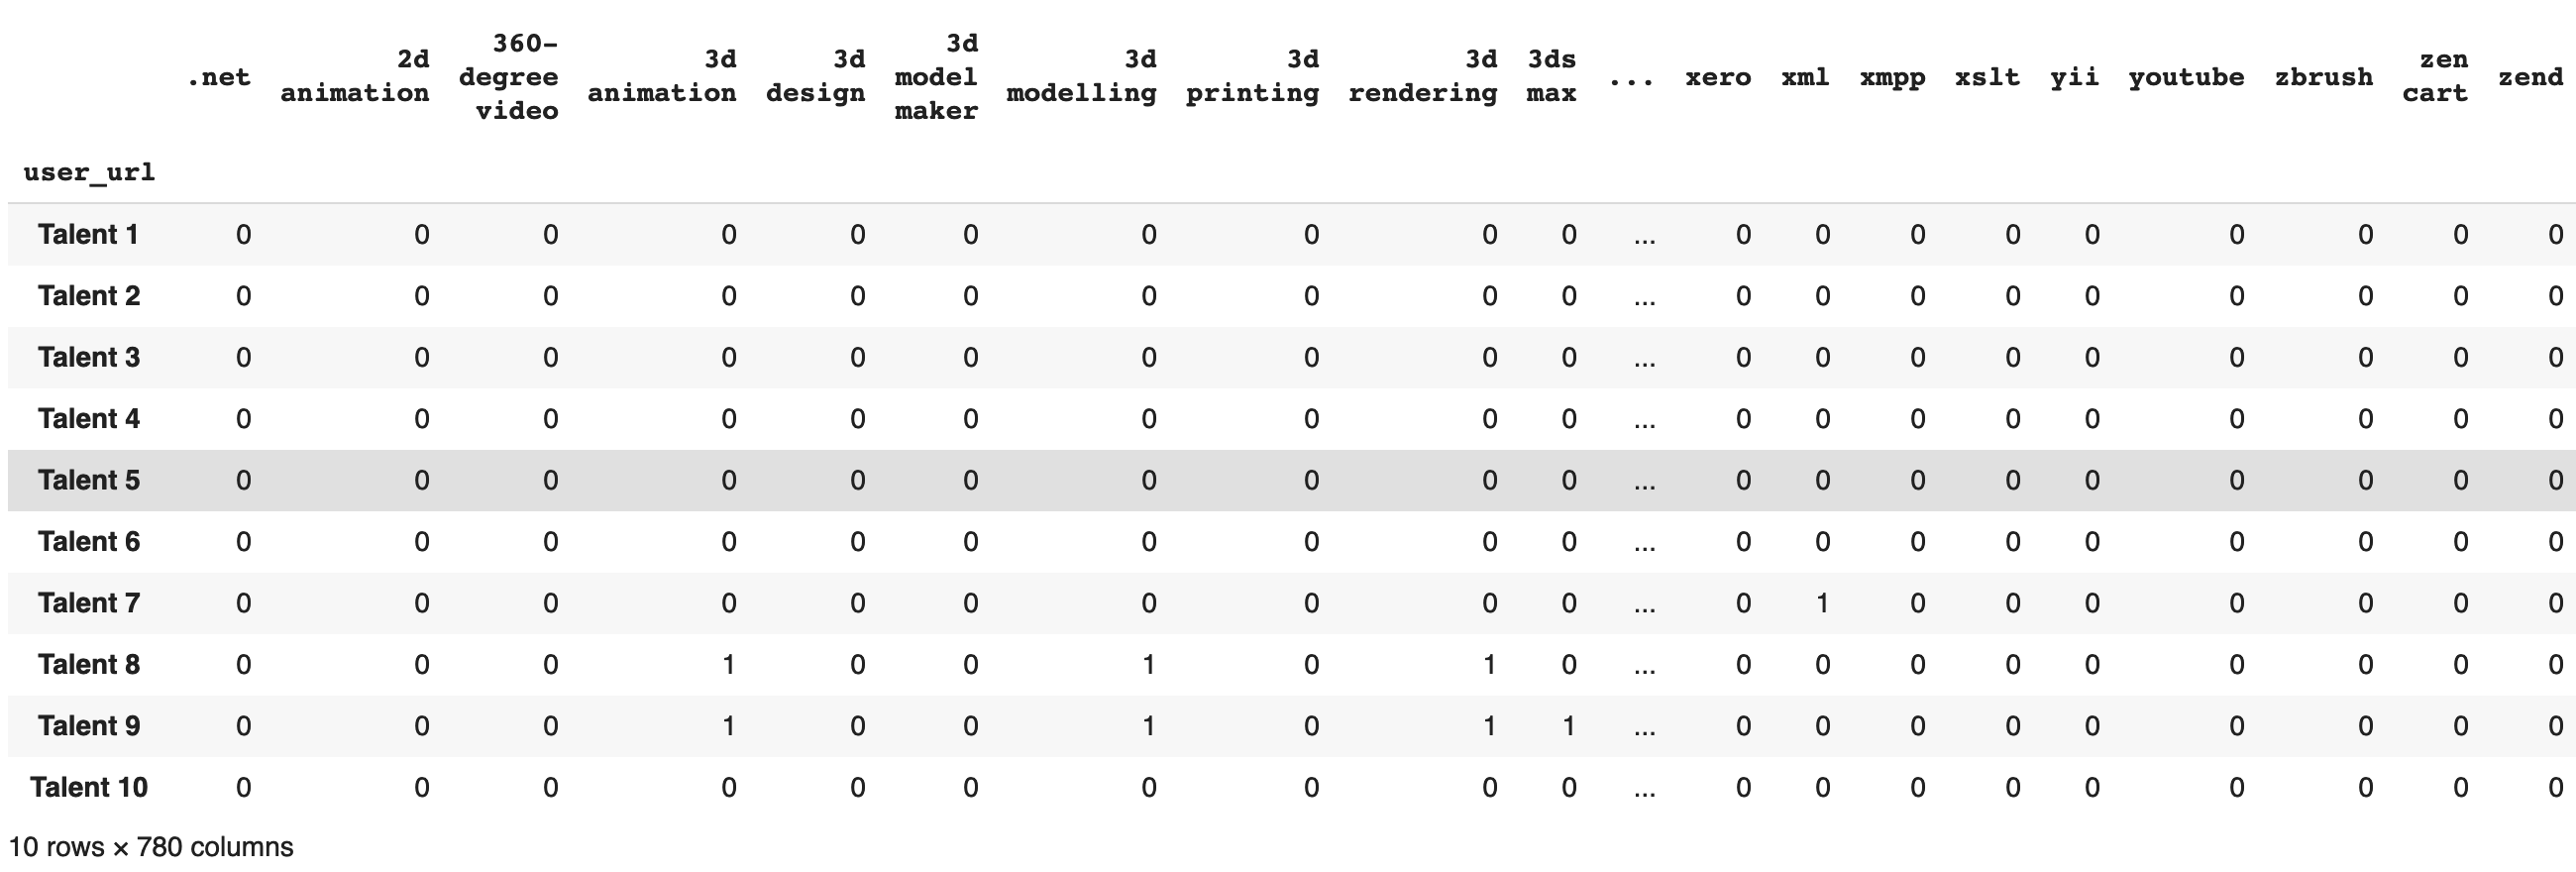 .net 2d animation 360-degree video 3d animation 3d design 3d model maker 3d modelling 3d printing 3d rendering 3ds max ... xero xml xmpp xslt yii youtube zbrush zen cart zend
user_url
Talent 1 0 0 0 0 0 0 0 0 0 0 ... 0 0 0 0 0 0 0 0 0
Talent 2 0 0 0 0 0 0 0 0 0 0 ... 0 0 0 0 0 0 0 0 0
Talent 3 0 0 0 0 0 0 0 0 0 0 ... 0 0 0 0 0 0 0 0 0
Talent 4 0 0 0 0 0 0 0 0 0 0 ... 0 0 0 0 0 0 0 0 0
Talent 5 0 0 0 0 0 0 0 0 0 0 ... 0 0 0 0 0 0 0 0 0
Talent 6 0 0 0 0 0 0 0 0 0 0 ... 0 0 0 0 0 0 0 0 0
Talent 7 0 0 0 0 0 0 0 0 0 0 ... 0 1 0 0 0 0 0 0 0
Talent 8 0 0 0 1 0 0 1 0 1 0 ... 0 0 0 0 0 0 0 0 0
Talent 9 0 0 0 1 0 0 1 0 1 1 ... 0 0 0 0 0 0 0 0 0
Talent 10 0 0 0 0 0 0 0 0 0 0 ... 0 0 0 0 0 0 0 0 0
10 rows × 780 columns